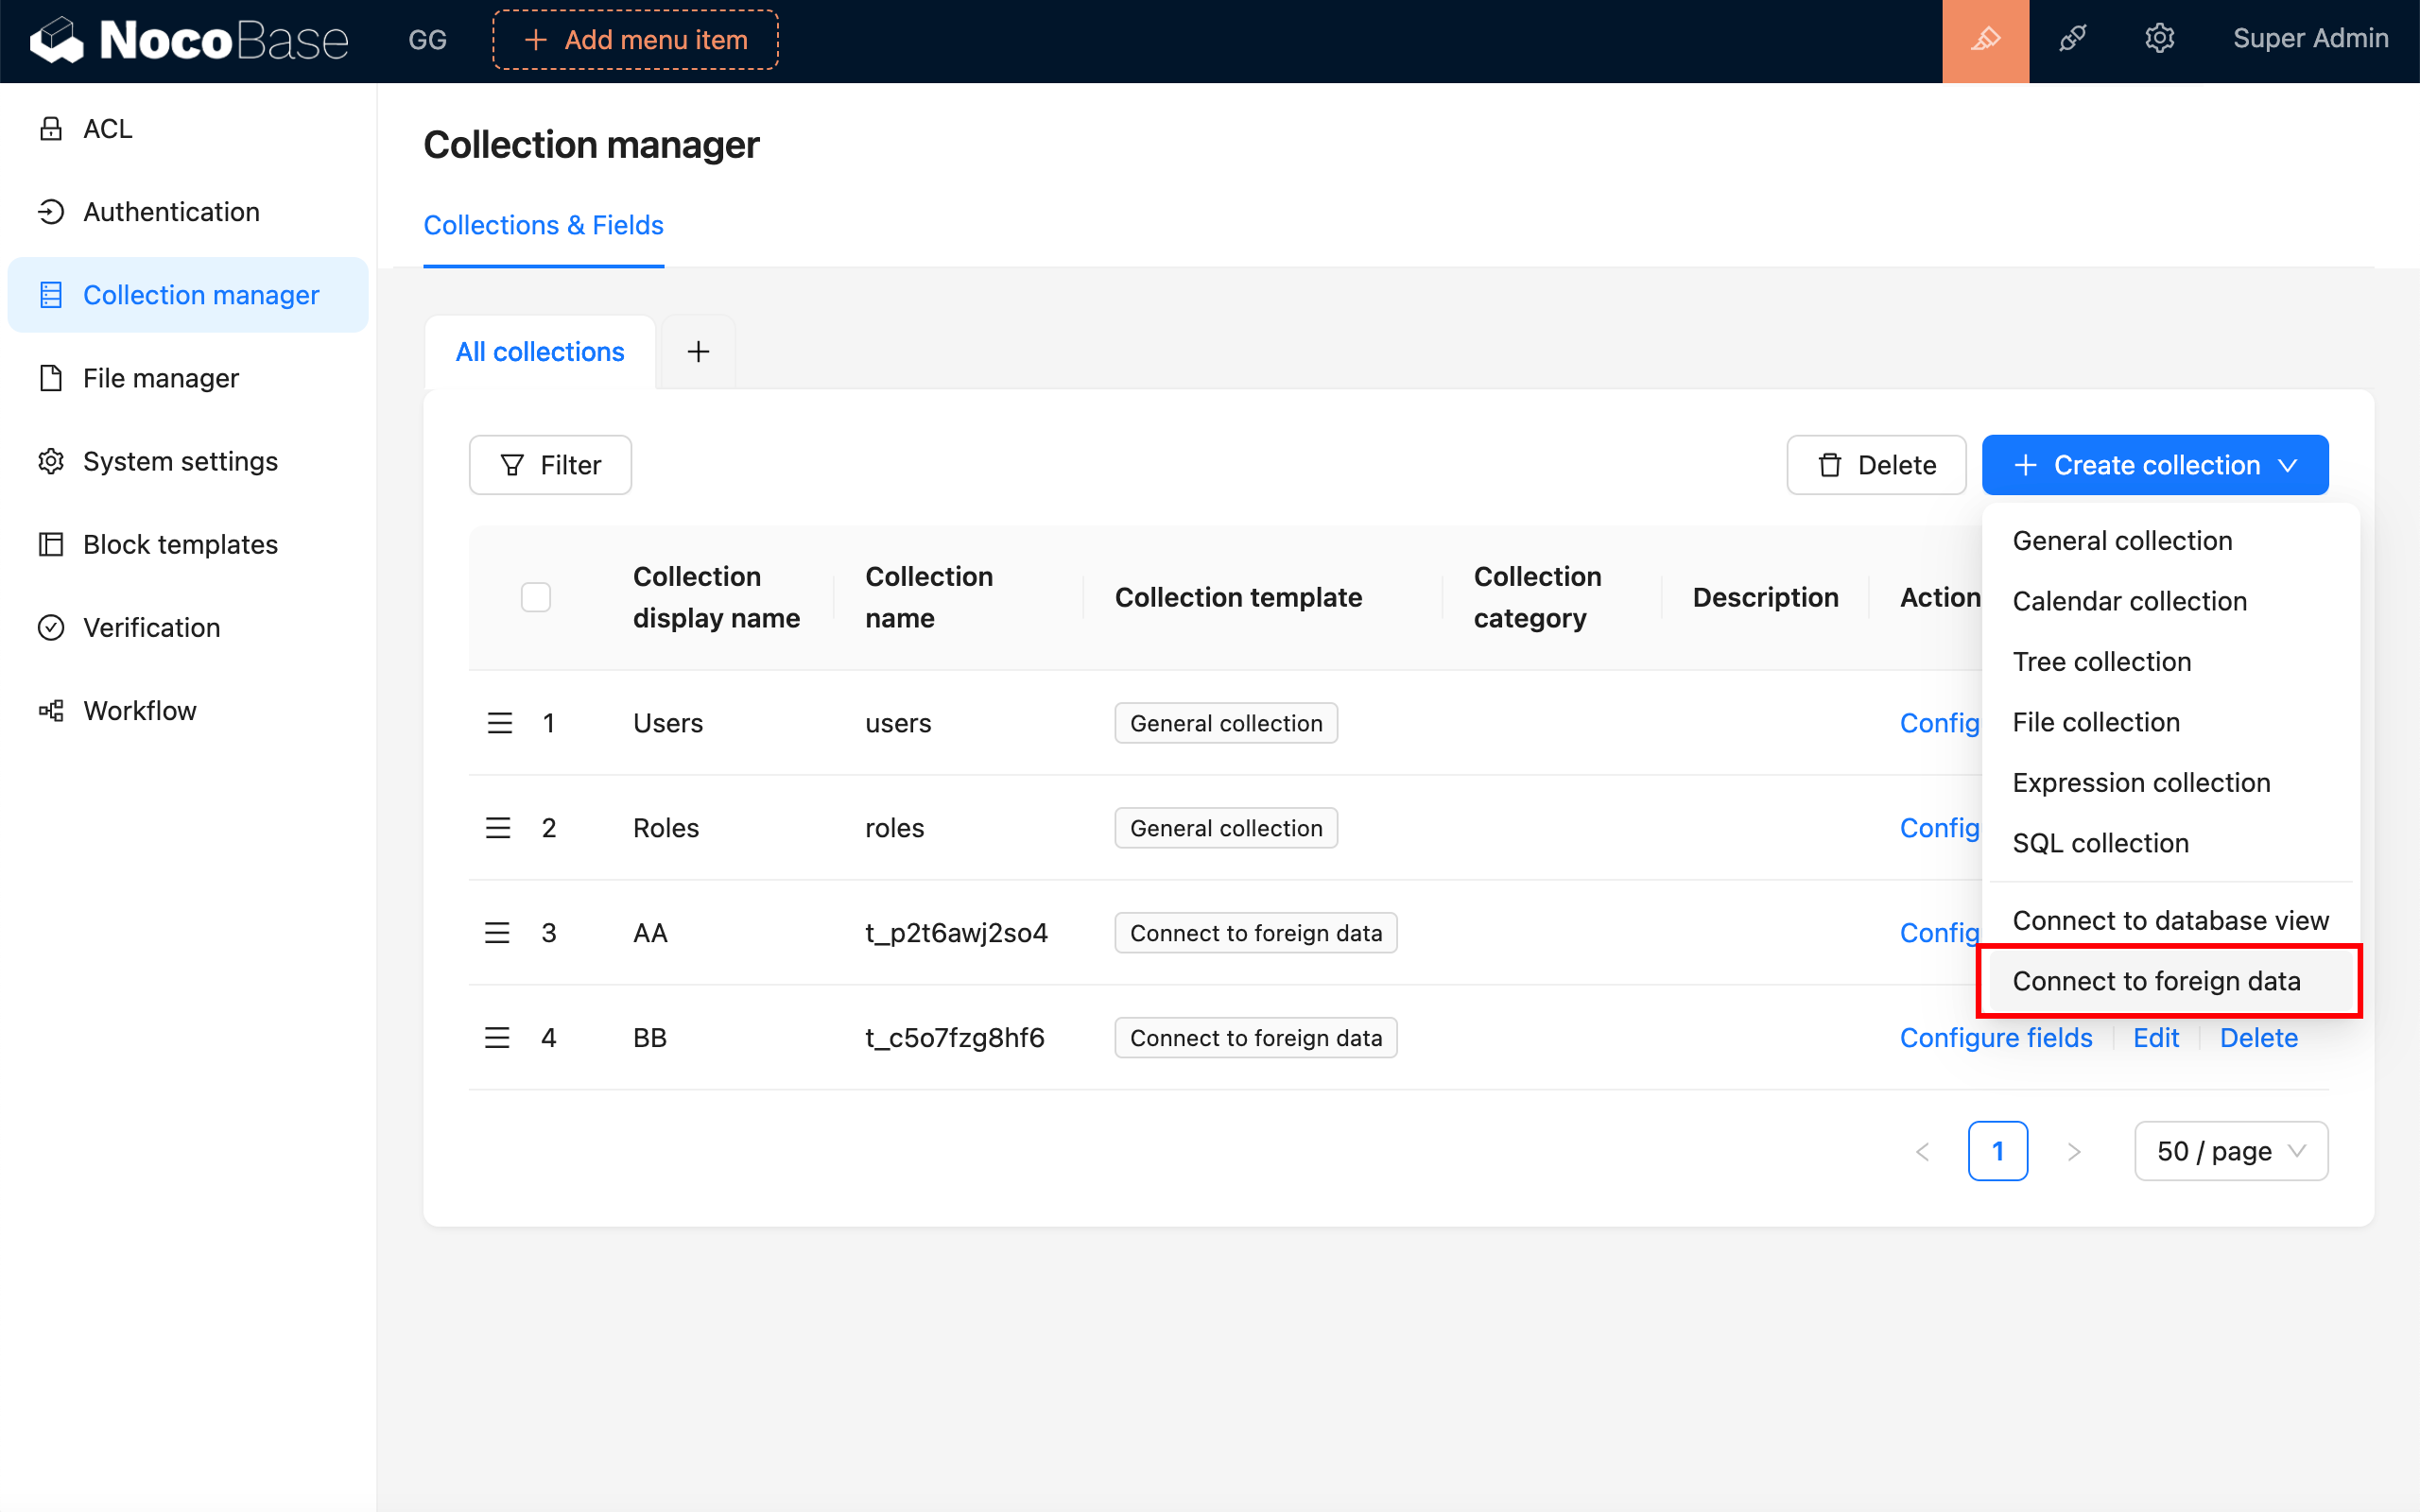 NocoBase
GG
Add menu item
Super Admin
ACL
Authentication
Collection manager
File manager
System settings
Block templates
Verification
Workflow
Collection manager
Collections & Fields
All collections
Filter
Delete
Create collection
Collection display name
Collection name
Collection template
Collection category
Description
Action
1 Users users General collection Config
2 Roles roles General collection Config
3 AA t_p2t6awj2so4 Connect to foreign data Config
4 BB t_c5o7fzg8hf6 Connect to foreign data Configure fields Edit Delete
General collection
Calendar collection
Tree collection
File collection
Expression collection
SQL collection
Connect to database view
Connect to foreign data
1
50 / page